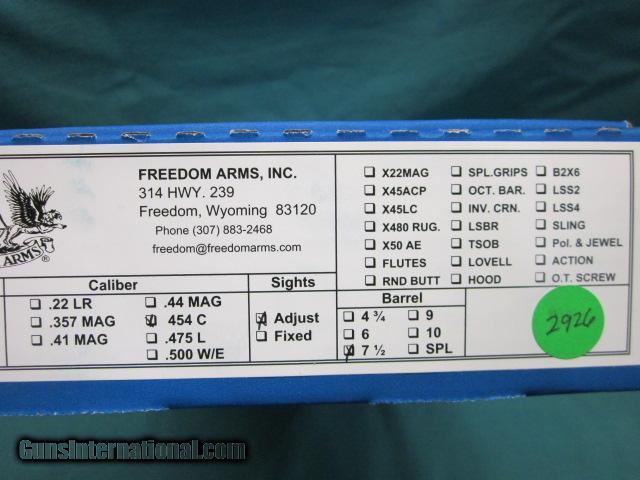 FREEDOM ARMS, INC.
314 HWY. 239
Freedom, Wyoming 83120
Phone (307) 883-2468
freedom@freedomarms.com
ARMS®
X22MAG SPL.GRIPS B2X6
X45ACP OCT. BAR. LSS2
X45LC INV. CRN. LSS4
X480 RUG. LSBR SLING
X50 AE TSOB Pol. & JEWEL
FLUTES LOVELL ACTION
RND BUTT HOOD O.T. SCREW
Caliber
.22 LR .44 MAG
.357 MAG 454 C
.41 MAG .475 L
.500 W/E
Sights
Adjust
Fixed
Barrel
4 ¾ 9
6 10
7 ½ SPL
2926
GunsInternational.com